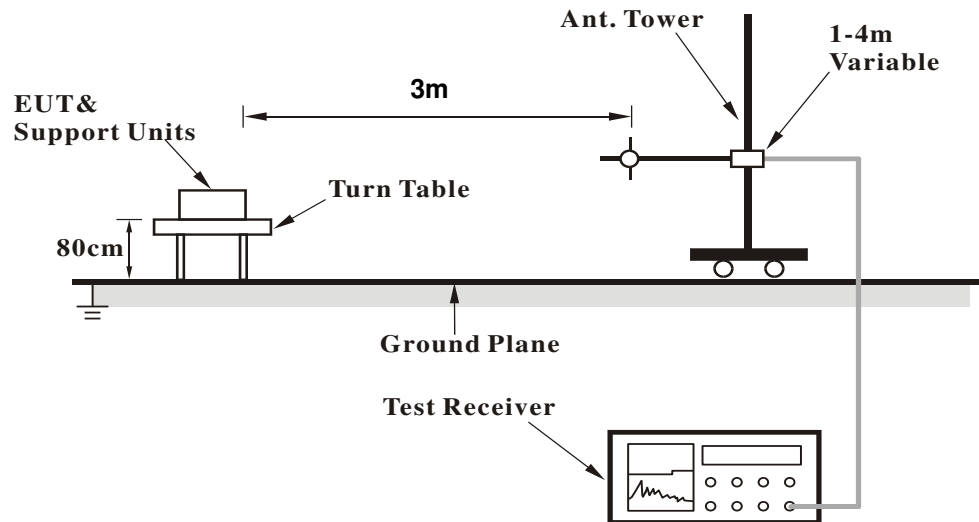 Ant. Tower
1-4m
Variable
3m
EUT&
Support Units
Turn Table
80cm
Ground Plane
Test Receiver